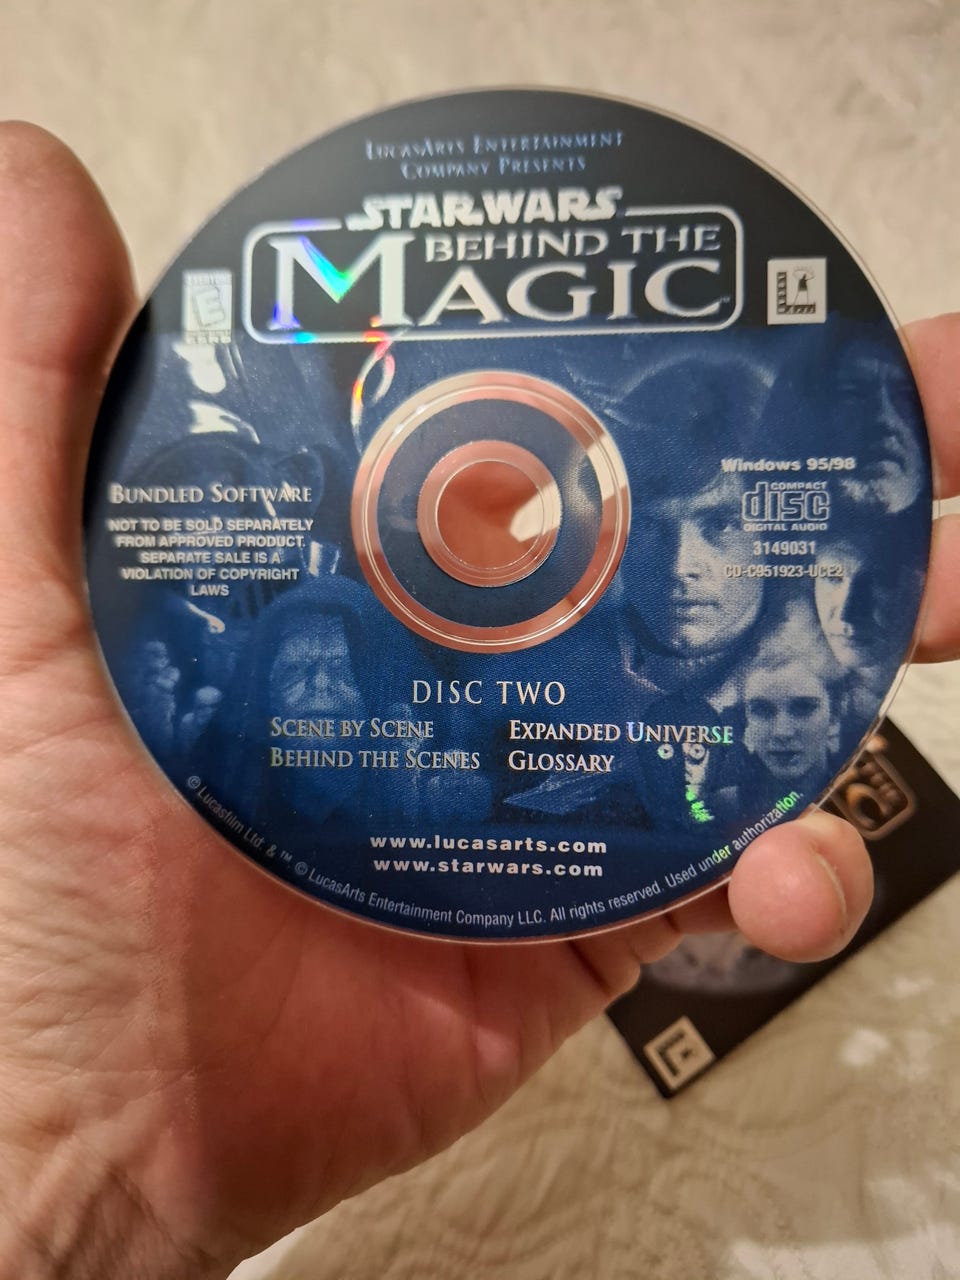 LucasArts Entertainment
Company Presents
STAR WARS
BEHIND THE
MAGIC™
EVERYONE
E
Windows 95/98
COMPACT
disc
DIGITAL AUDIO
3149031
CD-C951923-UCE2
Bundled Software
NOT TO BE SOLD SEPARATELY
FROM APPROVED PRODUCT.
SEPARATE SALE IS A
VIOLATION OF COPYRIGHT
LAWS
DISC TWO
Scene by Scene
Expanded Universe
Behind the Scenes
Glossary
www.lucasarts.com
www.starwars.com
© Lucasfilm Ltd. & ™ © LucasArts Entertainment Company LLC. All rights reserved. Used under authorization.